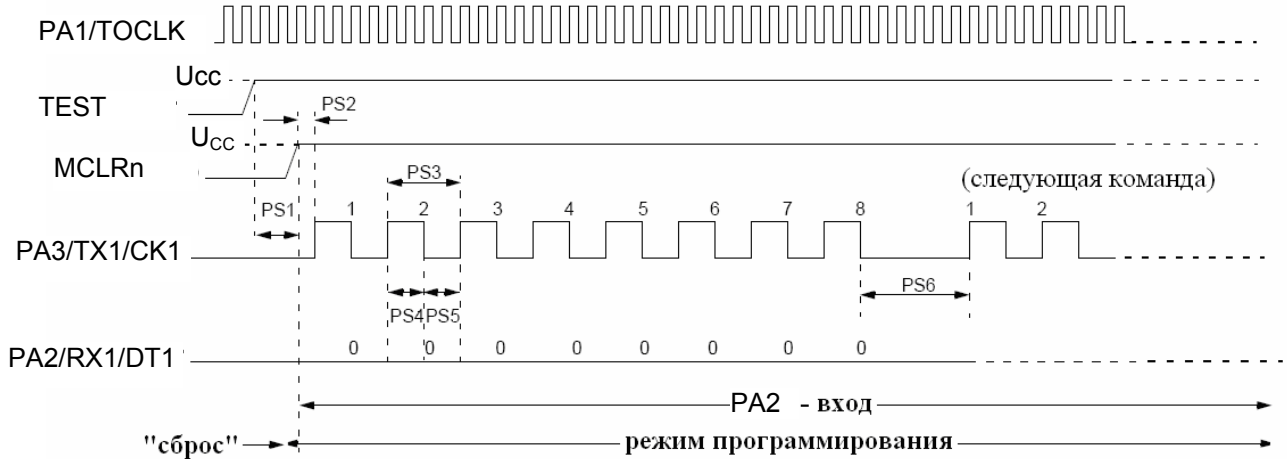 PA1/TOCLK
Ucc
TEST
PS2
UCC
MCLRn
PS3
(следующая команда)
PS1
1 2 3 4 5 6 7 8 1 2
PA3/TX1/CK1
PS6
PS4 PS5
0 0 0 0 0 0 0 0
PA2/RX1/DT1
PA2 - вход
"сброс" режим программирования